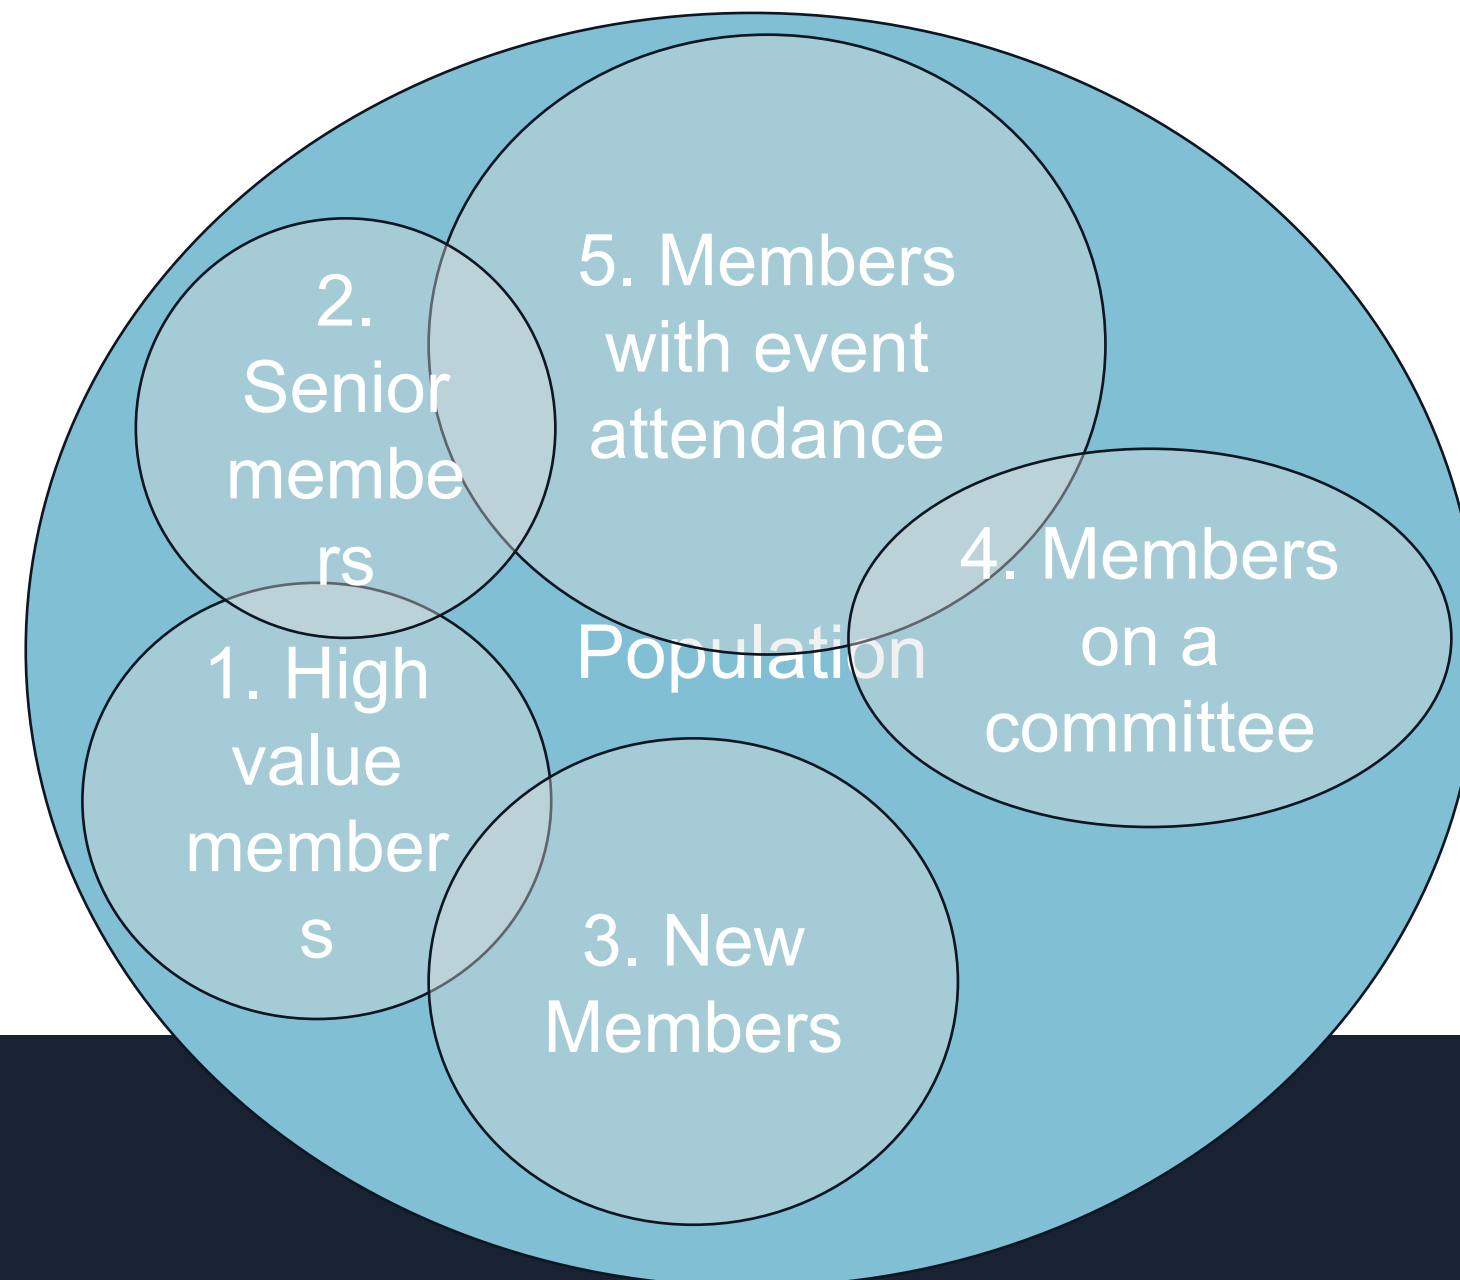 5. Members
with event
attendance
2.
Senior
membe
rs
4. Members
on a
committee
Population
1. High
value
member
s
3. New
Members